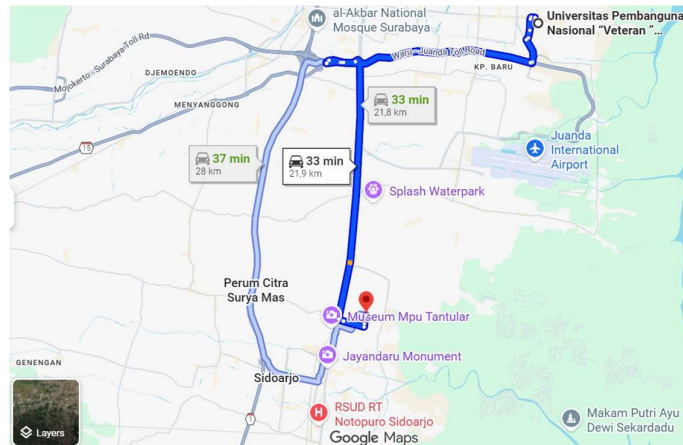 al-Akbar National
Mosque Surabaya
Universitas Pembanguna
Nasional "Veteran "...
Mojokerto - Surabaya Toll Rd
Waru - Juanda Toll Road
DJEMOENDO
KP. BARU
MENYANGGONG
33 min
21,8 km
15
Juanda
International
Airport
37 min
28 km
33 min
21,9 km
Splash Waterpark
Perum Citra
Surya Mas
Museum Mpu Tantular
Jayandaru Monument
GENENGAN
Sidoarjo
Layers
1
H
RSUD RT
Notopuro Sidoarjo
Google Maps
Makam Putri Ayu
Dewi Sekardadu